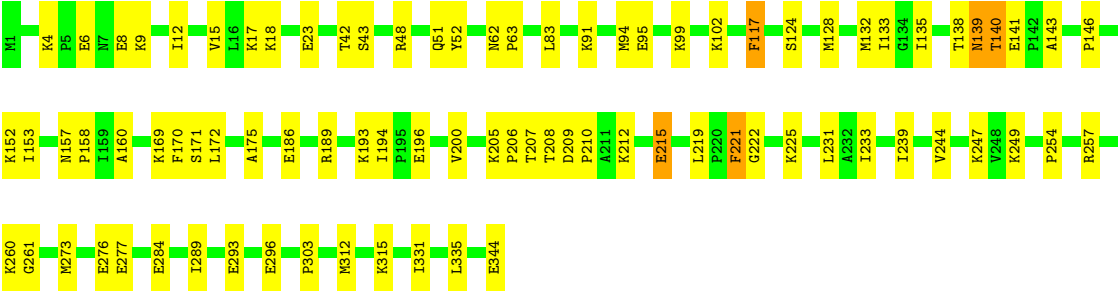 M1 K4 P5 E6 N7 E8 K9 I12 V15 L16 K17 K18 E23 T42 S43 R48 Q51 Y52 N62 P63 L83 K91 M94 E95 K99 K102 F117 S124 M128 M132 I133 G134 I135 T138 N139 T140 E141 P142 A143 P146
K152 I153 N157 P158 I159 A160 K169 F170 S171 L172 A175 E186 R189 K193 I194 P195 E196 V200 K205 P206 T207 T208 D209 P210 A211 K212 E215 L219 P220 F221 G222 K225 L231 A232 I233 I239 V244 K247 V248 K249 P254 R257
K260 G261 M273 E276 E277 E284 I289 E293 E296 P303 M312 K315 I331 L335 E344